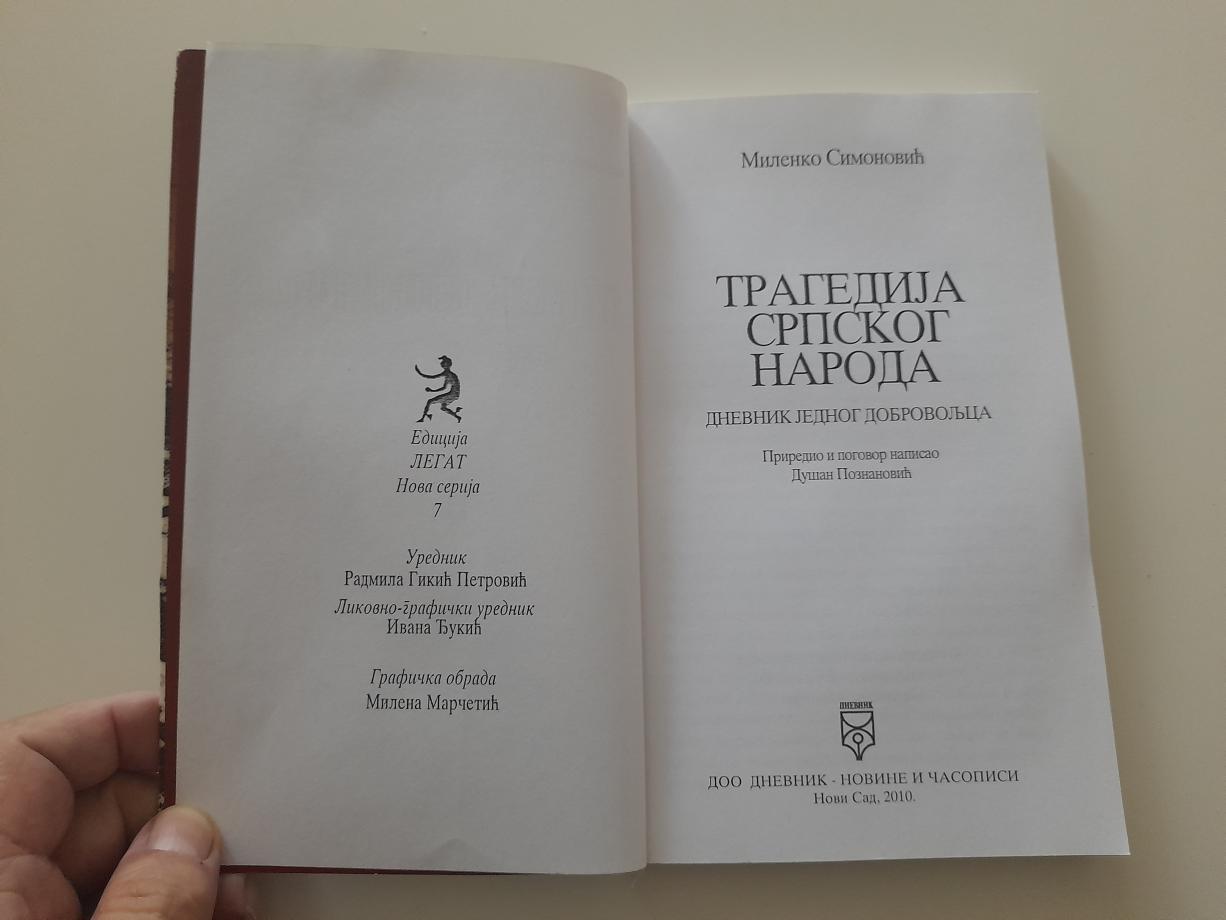 Едиција
ЛЕГАТ
Нова серија
7
Уредник
Радмила Гикић Петровић
Ликовно-графички уредник
Ивана Ђукић
Графичка обрада
Милена Марчетић
Миленко Симоновић
ТРАГЕДИЈА
СРПСКОГ
НАРОДА
ДНЕВНИК ЈЕДНОГ ДОБРОВОЉЦА
Приредио и поговор написао
Душан Познановић
ДНЕВНИК
ДОО ДНЕВНИК - НОВИНЕ И ЧАСОПИСИ
Нови Сад, 2010.